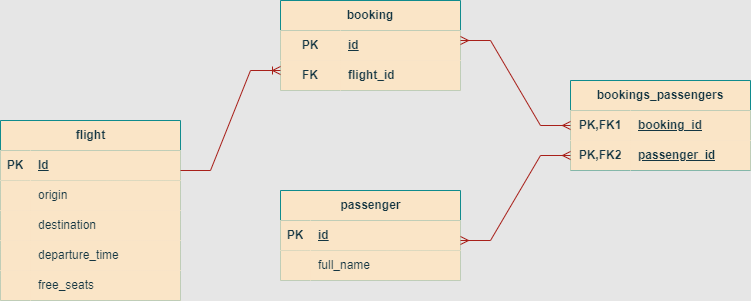 booking
PK id
FK flight_id
bookings_passengers
PK,FK1 booking_id
PK,FK2 passenger_id
flight
PK Id
origin
destination
departure_time
free_seats
passenger
PK id
full_name